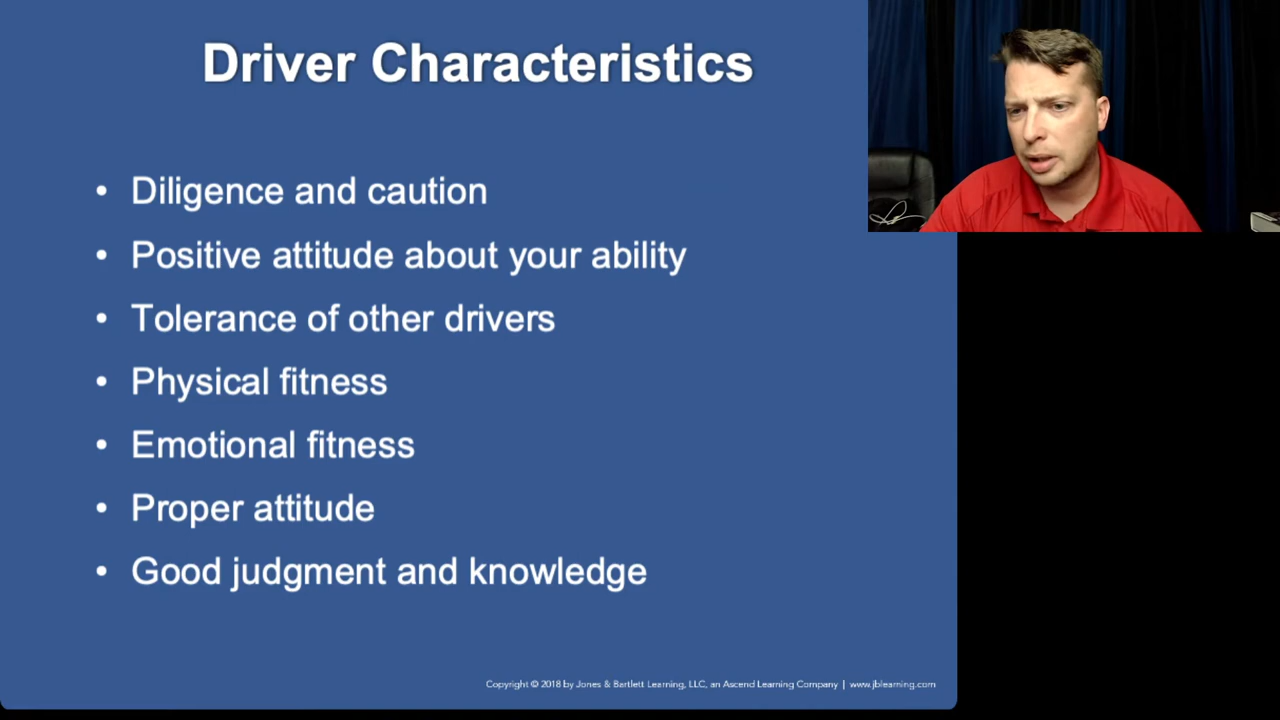 Driver Characteristics
• Diligence and caution
• Positive attitude about your ability
• Tolerance of other drivers
• Physical fitness
• Emotional fitness
• Proper attitude
• Good judgment and knowledge
Copyright © 2018 by Jones & Bartlett Learning, LLC, an Ascend Learning Company | www.jblearning.com